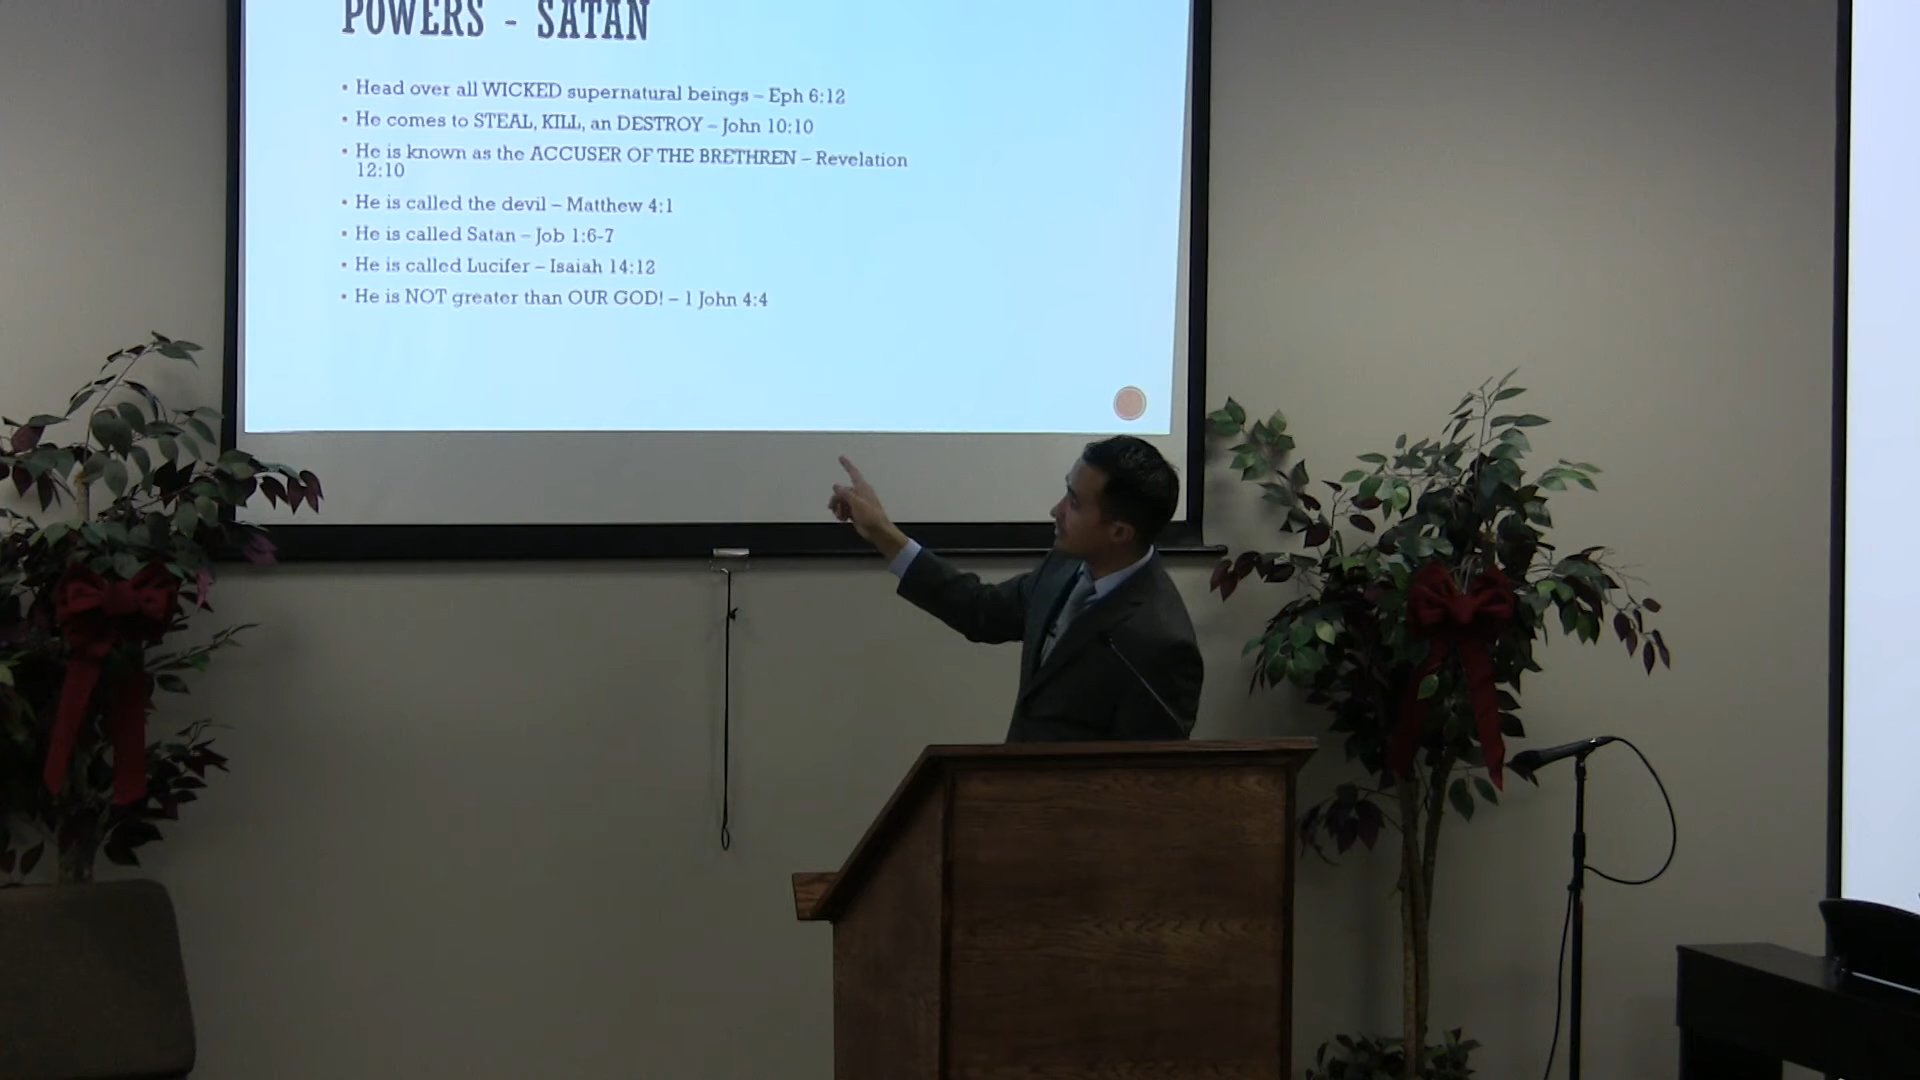 POWERS - SATAN
• Head over all WICKED supernatural beings – Eph 6:12
• He comes to STEAL, KILL, an DESTROY – John 10:10
• He is known as the ACCUSER OF THE BRETHREN – Revelation
12:10
• He is called the devil – Matthew 4:1
• He is called Satan – Job 1:6-7
• He is called Lucifer – Isaiah 14:12
• He is NOT greater than OUR GOD! – 1 John 4:4